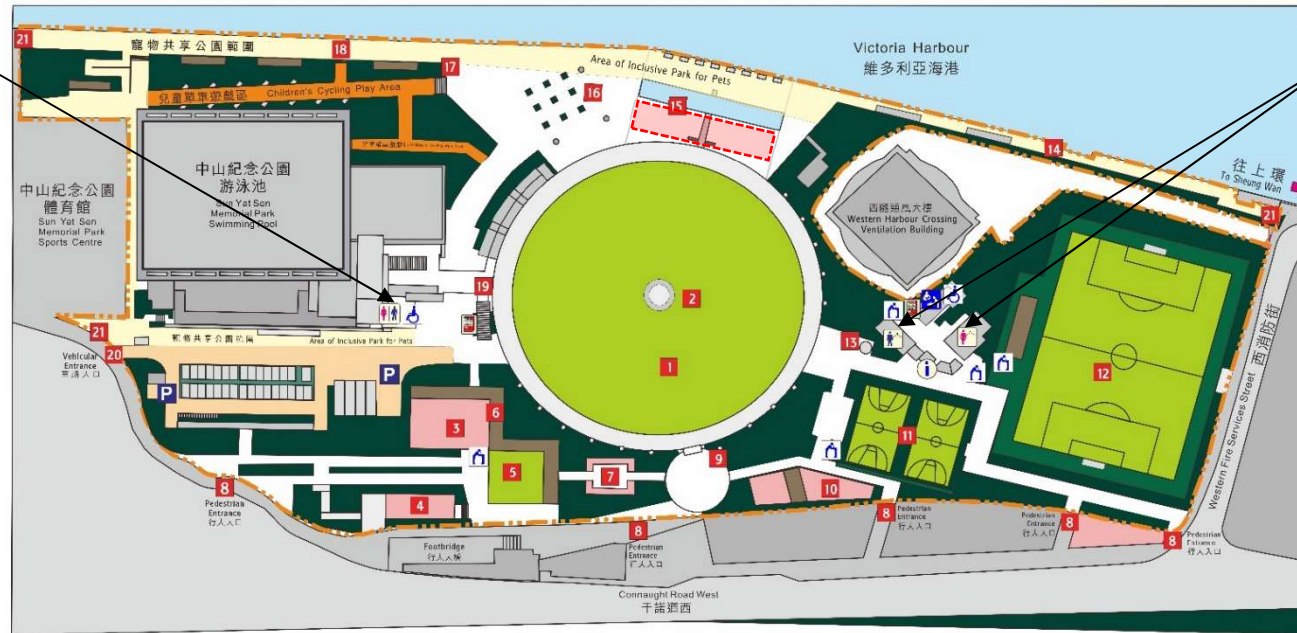 21
寵物共享公園範圍
18
17
Area of Inclusive Park for Pets
Victoria Harbour
維多利亞海港
兒童踏單車遊戲區 Children's Cycling Play Area
16
15
14
往上環
To Sheung Wan
21
中山紀念公園
體育館
Sun Yat Sen
Memorial Park
Sports Centre
中山紀念公園
游泳池
Sun Yat Sen
Memorial Park
Swimming Pool
西隧通風大樓
Western Harbour Crossing
Ventilation Building
19
2
1
13
i
12
21
20
Vehicular
Entrance
車輛入口
寵物共享公園範圍
Area of Inclusive Park for Pets
P
P
3
6
5
4
7
9
10
11
8
Pedestrian
Entrance
行人入口
Footbridge
行人天橋
8
Pedestrian
Entrance
行人入口
8
Pedestrian
Entrance
行人入口
8
Pedestrian
Entrance
行人入口
8
Pedestrian
Entrance
行人入口
Western Fire Services Street 西消防街
Connaught Road West
干諾道西